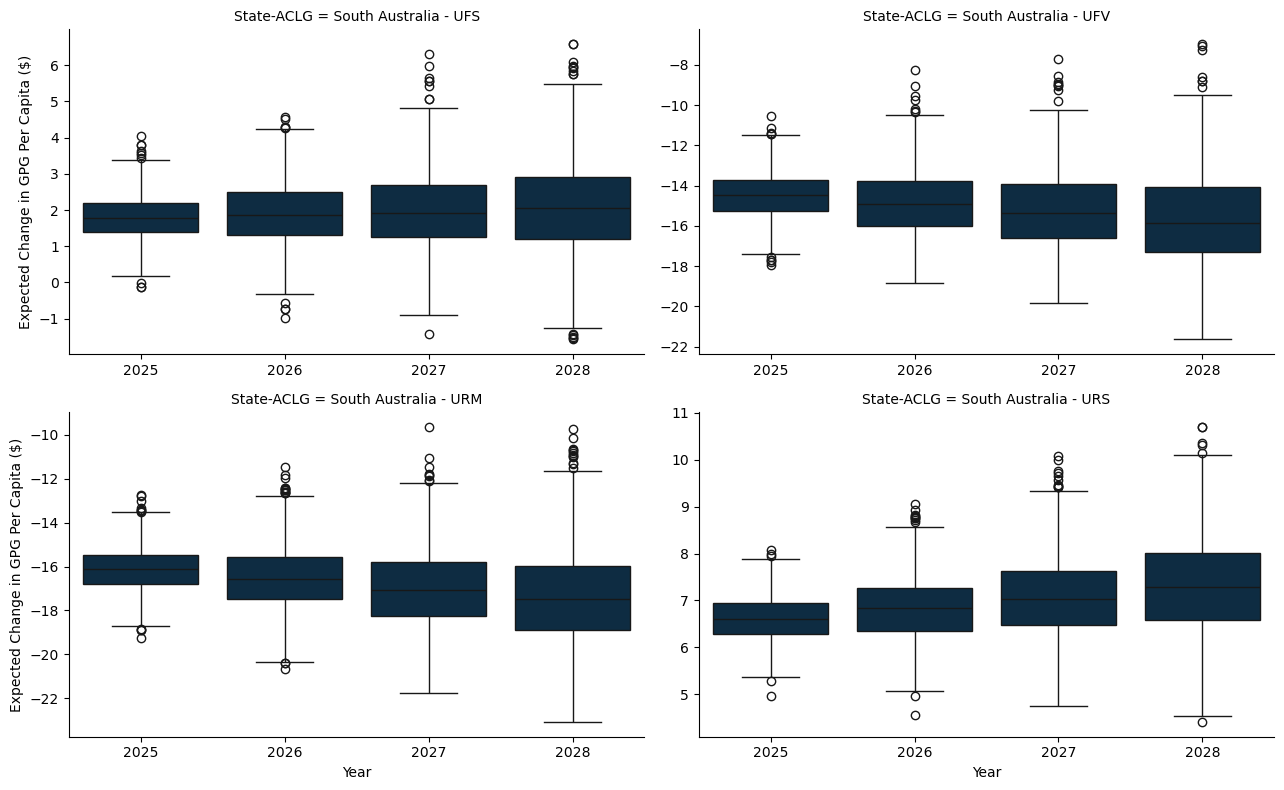 State-ACLG = South Australia - UFS
Expected Change in GPG Per Capita ($)
6
5
4
3
2
1
0
−1
2025 2026 2027 2028
State-ACLG = South Australia - UFV
−8
−10
−12
−14
−16
−18
−20
−22
2025 2026 2027 2028
State-ACLG = South Australia - URM
Expected Change in GPG Per Capita ($)
−10
−12
−14
−16
−18
−20
−22
2025 2026 2027 2028
Year
State-ACLG = South Australia - URS
11
10
9
8
7
6
5
2025 2026 2027 2028
Year